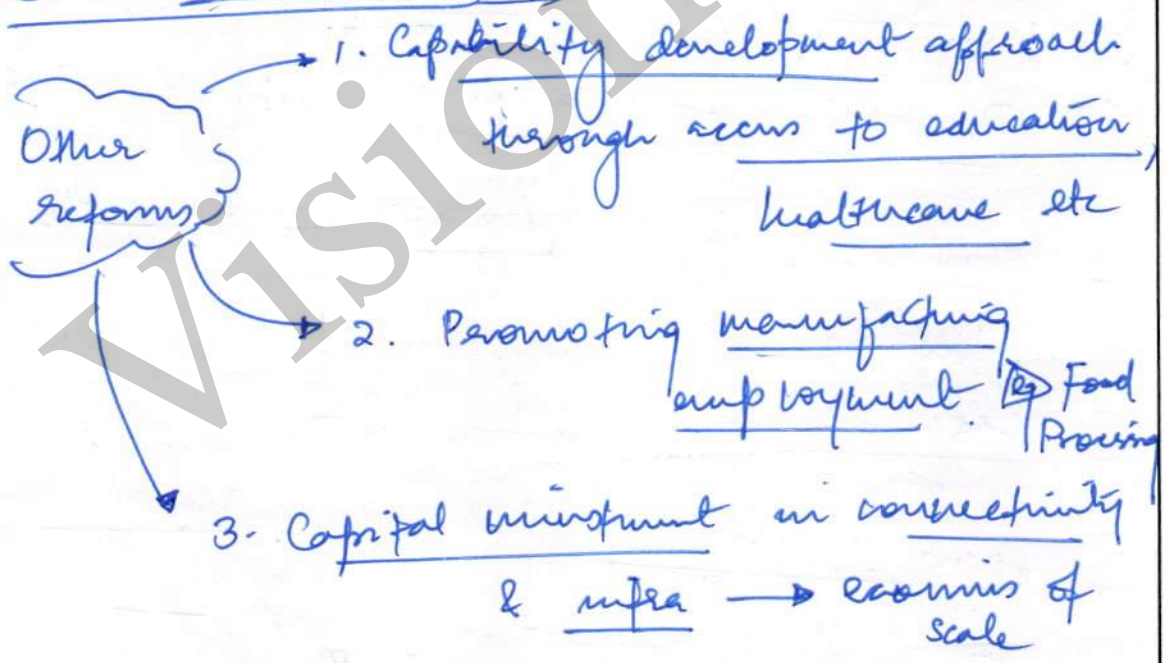 1. Capability development approach
through access to education,
healthcare etc
Other
reforms
2. Promoting manufacturing
employment eg Food
Processing
3. Capital investment in connectivity
& infra → economies of
scale
Vision